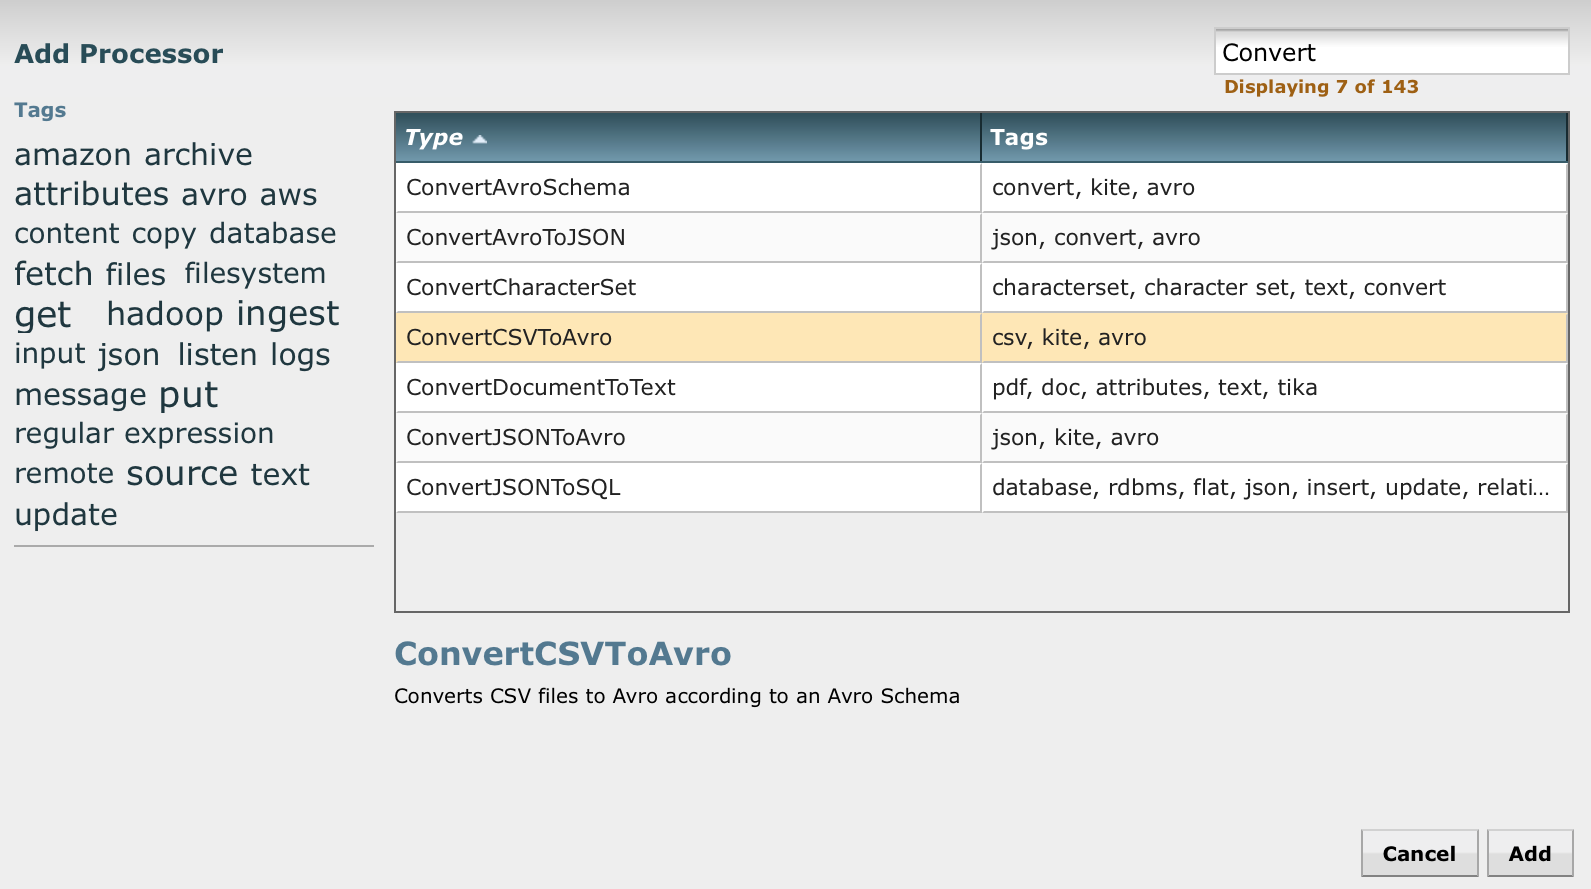 Add Processor
Convert
Displaying 7 of 143
Tags
amazon archive
attributes avro aws
content copy database
fetch files filesystem
get hadoop ingest
input json listen logs
message put
regular expression
remote source text
update
Type Tags
ConvertAvroSchema convert, kite, avro
ConvertAvroToJSON json, convert, avro
ConvertCharacterSet characterset, character set, text, convert
ConvertCSVToAvro csv, kite, avro
ConvertDocumentToText pdf, doc, attributes, text, tika
ConvertJSONToAvro json, kite, avro
ConvertJSONToSQL database, rdbms, flat, json, insert, update, relati...
ConvertCSVToAvro
Converts CSV files to Avro according to an Avro Schema
Cancel Add